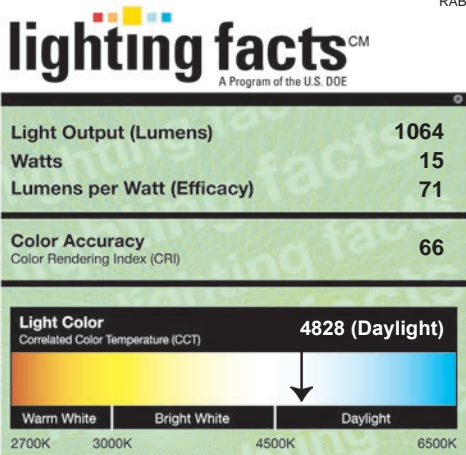 RAB
lighting facts℠
A Program of the U.S. DOE
Light Output (Lumens) 1064
Watts 15
Lumens per Watt (Efficacy) 71
Color Accuracy 66
Color Rendering Index (CRI)
Light Color 4828 (Daylight)
Correlated Color Temperature (CCT)
Warm White Bright White Daylight
2700K 3000K 4500K 6500K